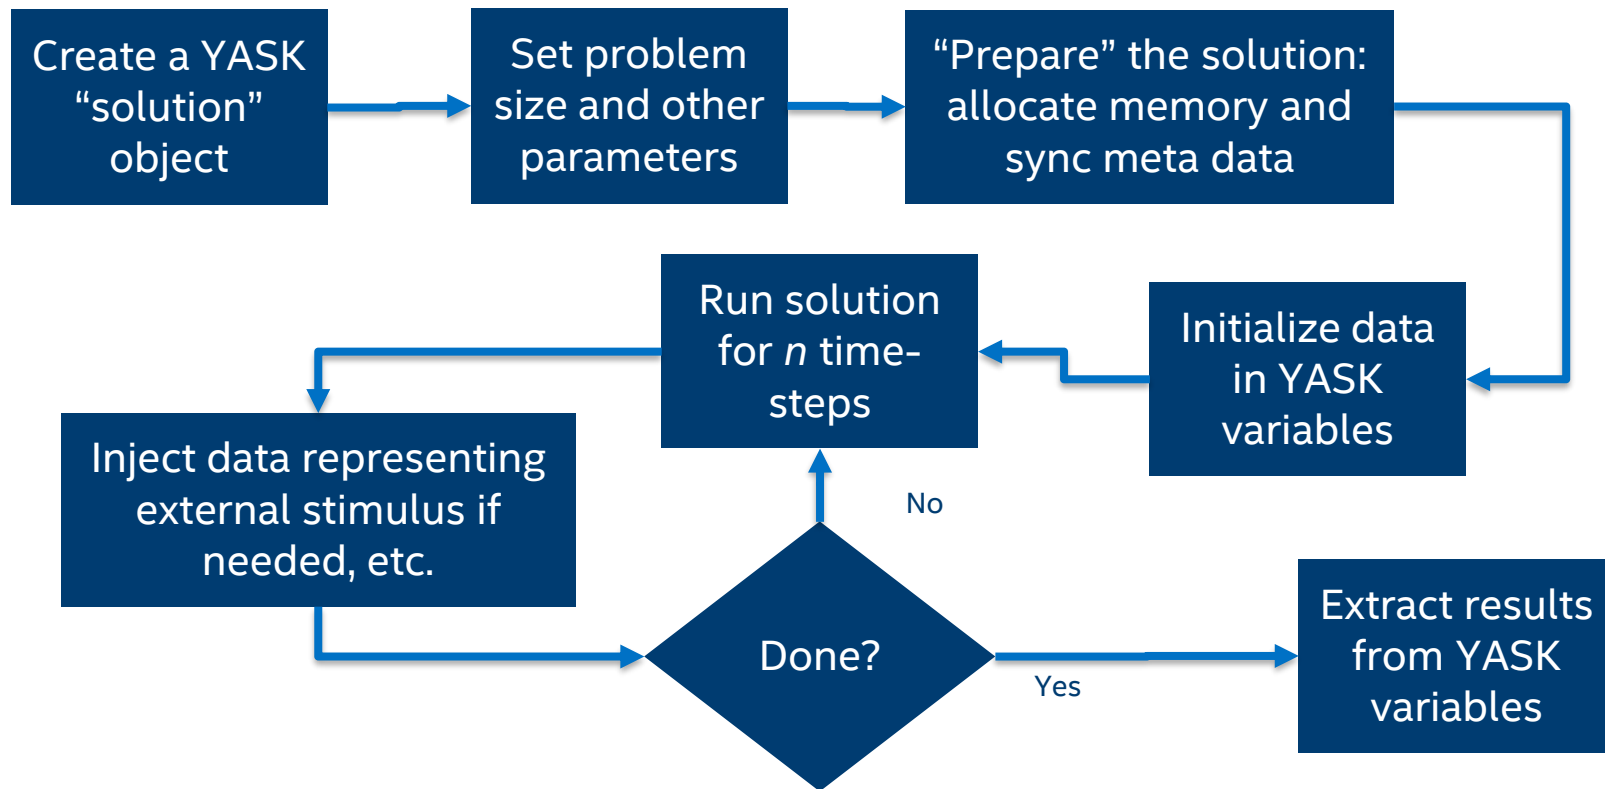 Create a YASK
“solution”
object
Set problem
size and other
parameters
“Prepare” the solution:
allocate memory and
sync meta data
Initialize data
in YASK
variables
Run solution
for n time-
steps
Inject data representing
external stimulus if
needed, etc.
Done?
No
Yes
Extract results
from YASK
variables